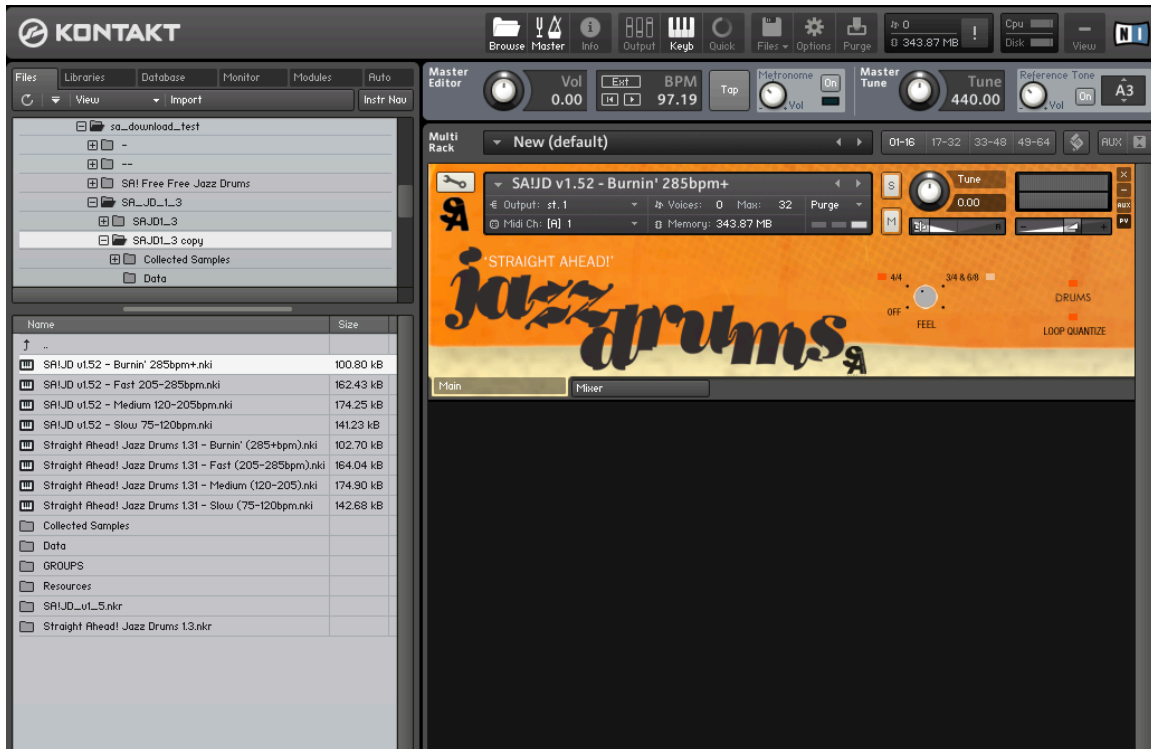 KONTAKT
Browse Master Info Output Keyb Quick Files Options Purge
0
343.87 MB
!
Cpu
Disk
View
NI
Files Libraries Database Monitor Modules Auto
View Import Instr Nav
sa_download_test
-
--
SA! Free Free Jazz Drums
SA_JD_1_3
SAJD1_3
SAJD1_3 copy
Collected Samples
Data
Name Size
..
SA!JD v1.52 - Burnin' 285bpm+.nki 100.80 kB
SA!JD v1.52 - Fast 205-285bpm.nki 162.43 kB
SA!JD v1.52 - Medium 120-205bpm.nki 174.25 kB
SA!JD v1.52 - Slow 75-120bpm.nki 141.23 kB
Straight Ahead! Jazz Drums 1.31 - Burnin' (285+bpm).nki 102.70 kB
Straight Ahead! Jazz Drums 1.31 - Fast (205-285bpm).nki 164.04 kB
Straight Ahead! Jazz Drums 1.31 - Medium (120-205).nki 174.90 kB
Straight Ahead! Jazz Drums 1.31 - Slow (75-120bpm.nki 142.68 kB
Collected Samples
Data
GROUPS
Resources
SA!JD_v1_5.nkr
Straight Ahead! Jazz Drums 1.3.nkr
Master Editor
Vol
0.00
Ext
BPM
97.19
Tap
Metronome
On
Vol
Master Tune
Tune
440.00
Reference Tone
On
Vol
A3
Multi Rack
New (default)
01-16 17-32 33-48 49-64
AUX
SA!JD v1.52 - Burnin' 285bpm+
Output: st. 1 Voices: 0 Max: 32 Purge
Midi Ch: [A] 1 Memory: 343.87 MB
S
M
Tune
0.00
R
AUX
PV
SA
'STRAIGHT AHEAD!'
jazz drums
SA
4/4 3/4 & 6/8
OFF
FEEL
DRUMS
LOOP QUANTIZE
Main Mixer